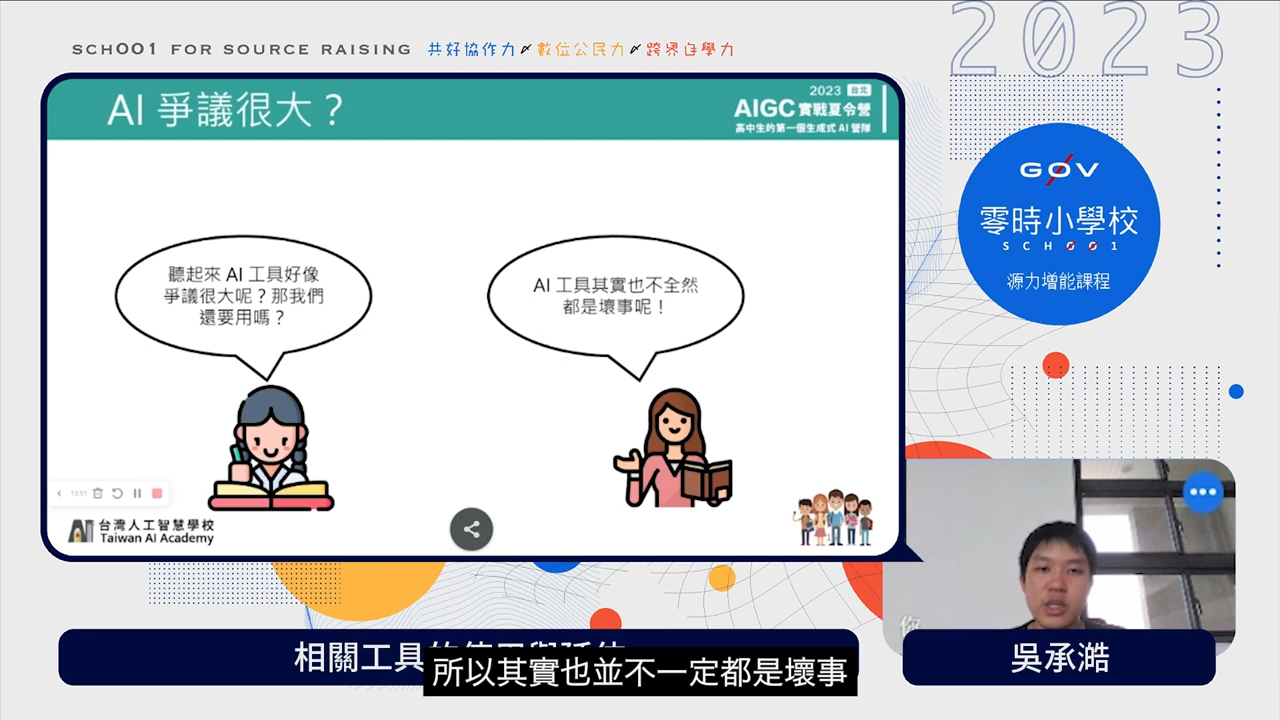 2023
SCH001 FOR SOURCE RAISING 共好協作力 數位公民力 跨界自學力
AI 爭議很大？
2023 台北
AIGC 實戰夏令營
高中生的第一個生成式 AI 營隊
GØV
零時小學校
SCH001
源力增能課程
聽起來 AI 工具好像
爭議很大呢？那我們
還要用嗎？
AI 工具其實也不全然
都是壞事呢！
13:51
台灣人工智慧學校
Taiwan AI Academy
相關工具
所以其實也並不一定都是壞事
吳承澔